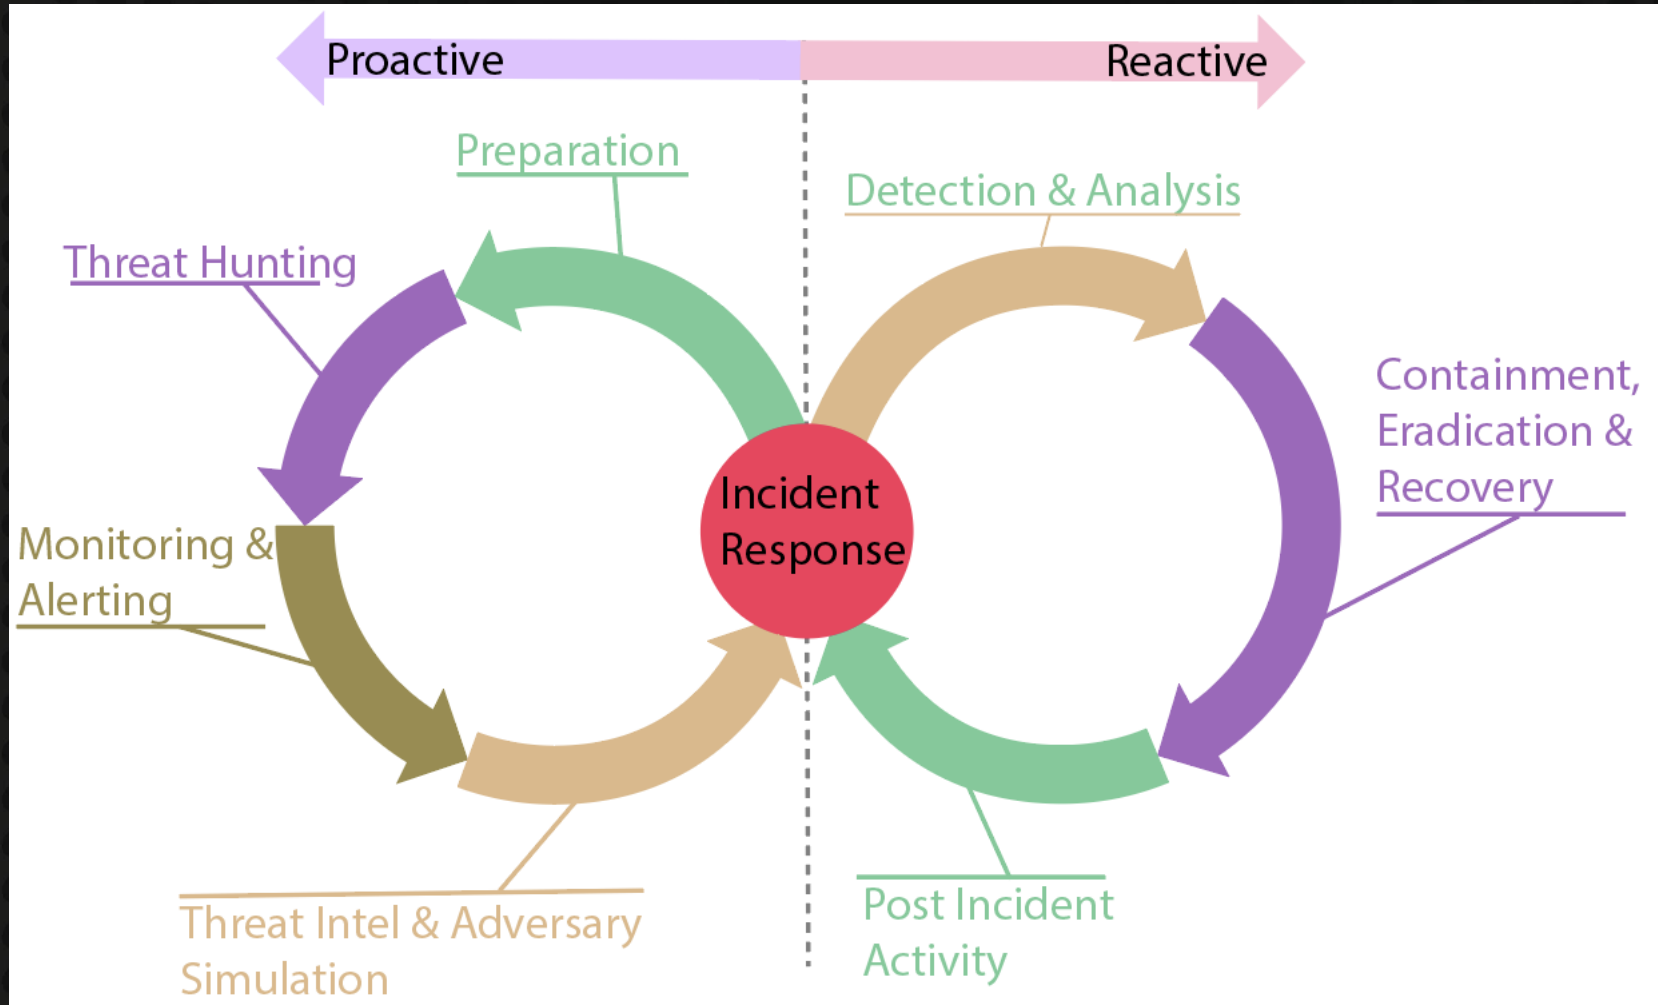 Proactive
Reactive
Preparation
Detection & Analysis
Threat Hunting
Containment,
Eradication &
Recovery
Incident
Response
Monitoring &
Alerting
Threat Intel & Adversary
Simulation
Post Incident
Activity